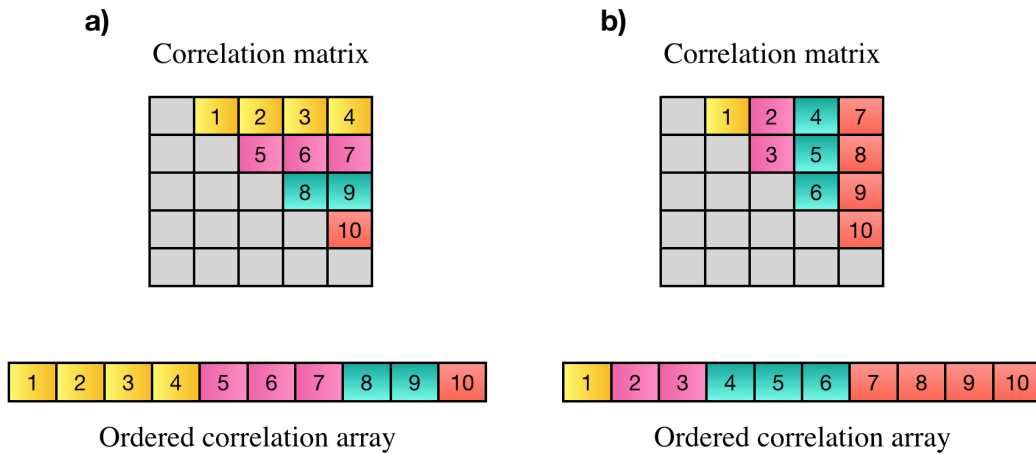 a)
Correlation matrix
1 2 3 4
5 6 7
8 9
10
1 2 3 4 5 6 7 8 9 10
Ordered correlation array
b)
Correlation matrix
1 2 4 7
3 5 8
6 9
10
1 2 3 4 5 6 7 8 9 10
Ordered correlation array